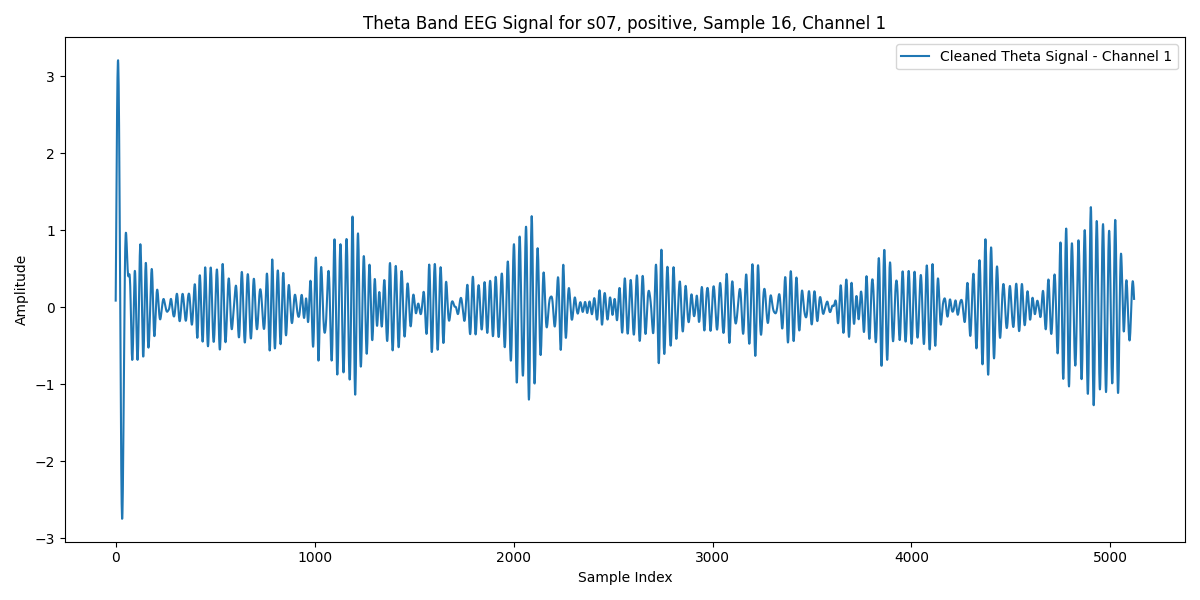 Theta Band EEG Signal for s07, positive, Sample 16, Channel 1
Cleaned Theta Signal - Channel 1
Amplitude
3
2
1
0
−1
−2
−3
0 1000 2000 3000 4000 5000
Sample Index